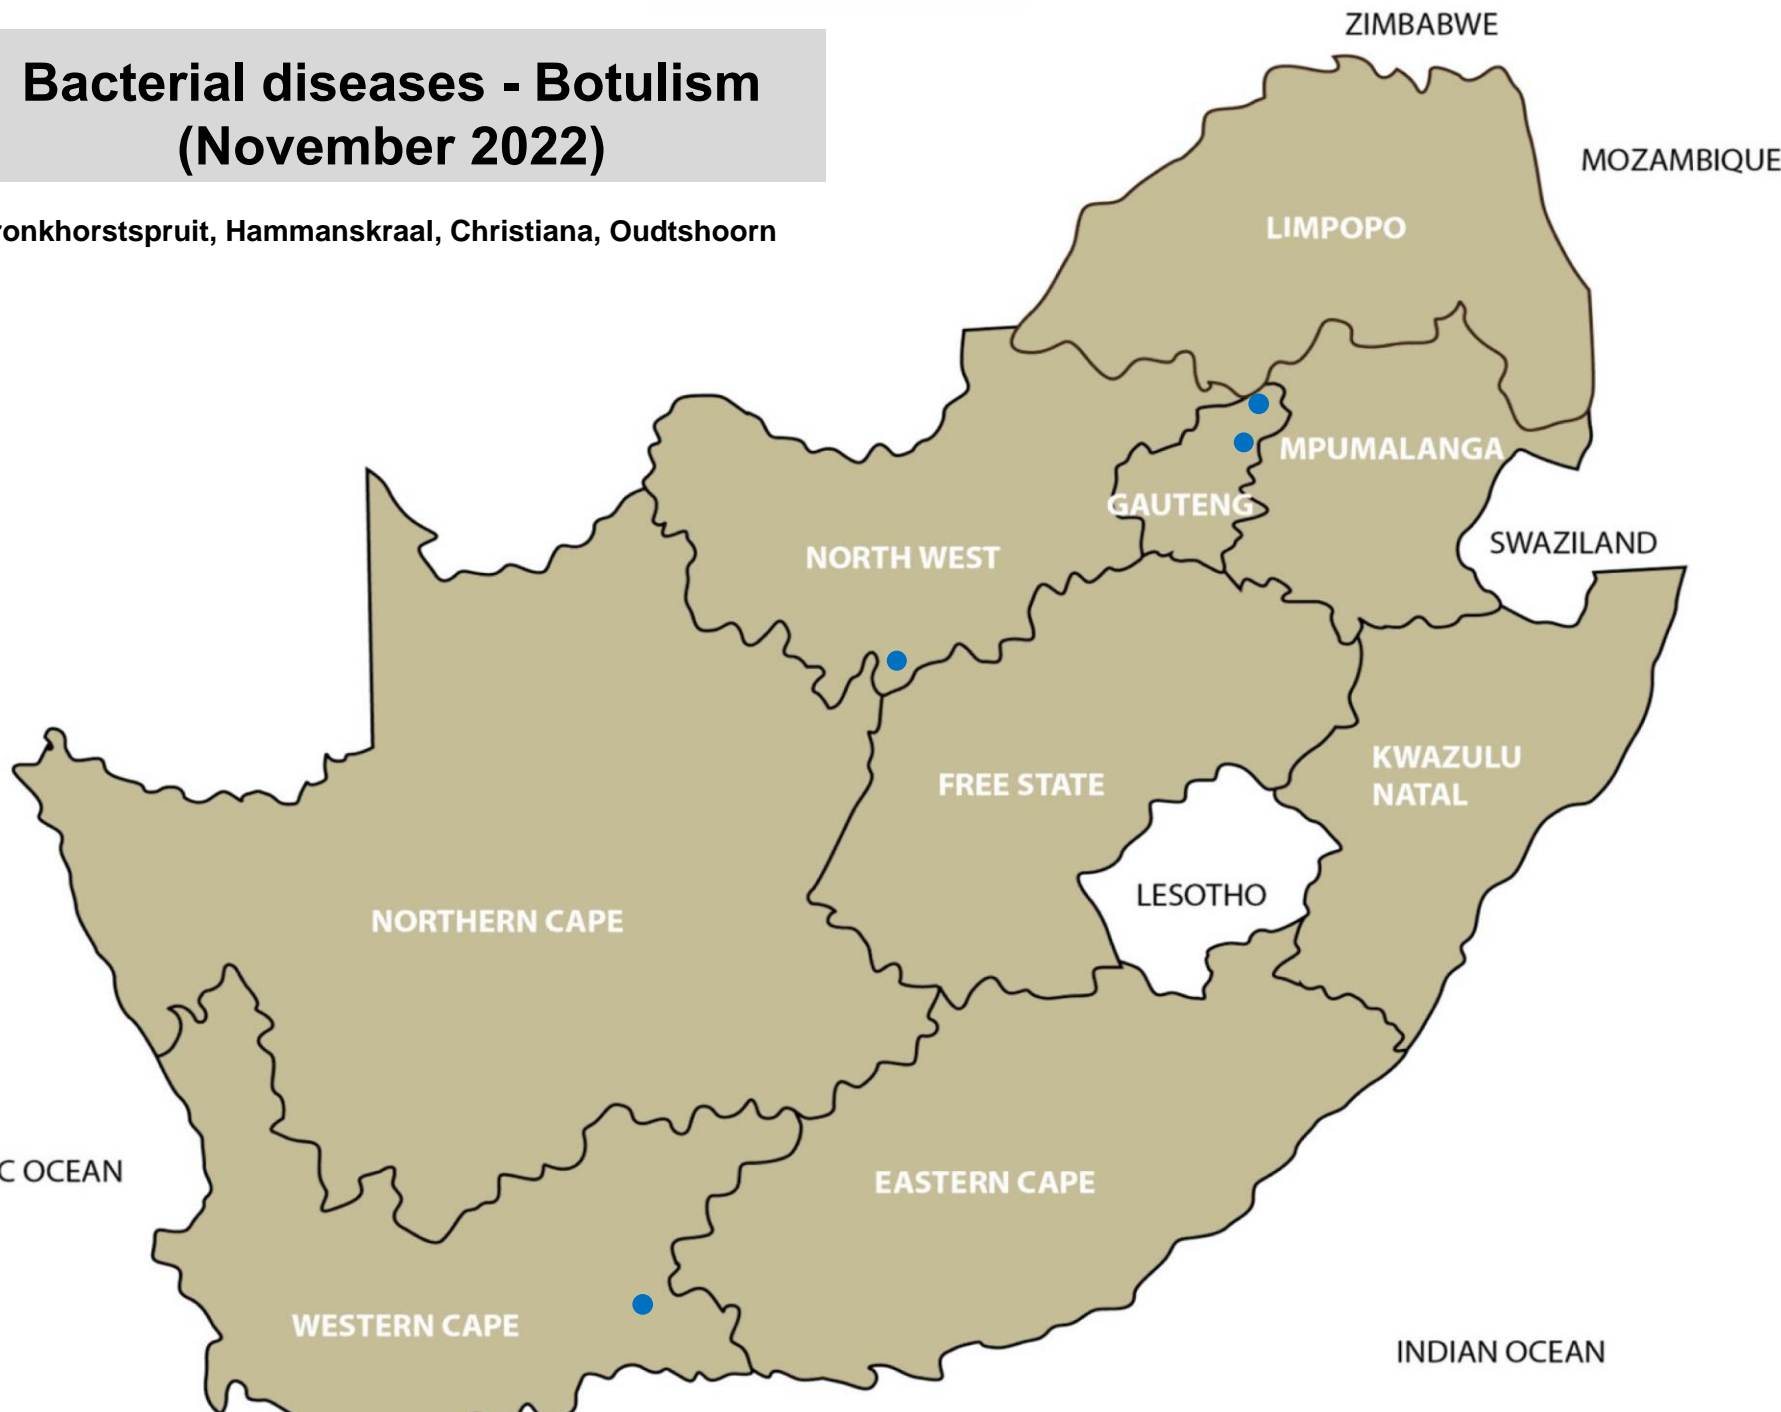 Bacterial diseases - Botulism
(November 2022)
ronkhorstspruit, Hammanskraal, Christiana, Oudtshoorn
ZIMBABWE
MOZAMBIQUE
LIMPOPO
MPUMALANGA
GAUTENG
NORTH WEST
SWAZILAND
FREE STATE
KWAZULU
NATAL
LESOTHO
NORTHERN CAPE
C OCEAN
EASTERN CAPE
WESTERN CAPE
INDIAN OCEAN